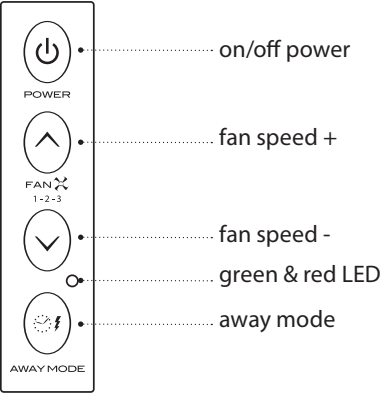 on/off power
POWER
fan speed +
FAN
1-2-3
fan speed -
green & red LED
away mode
AWAY MODE